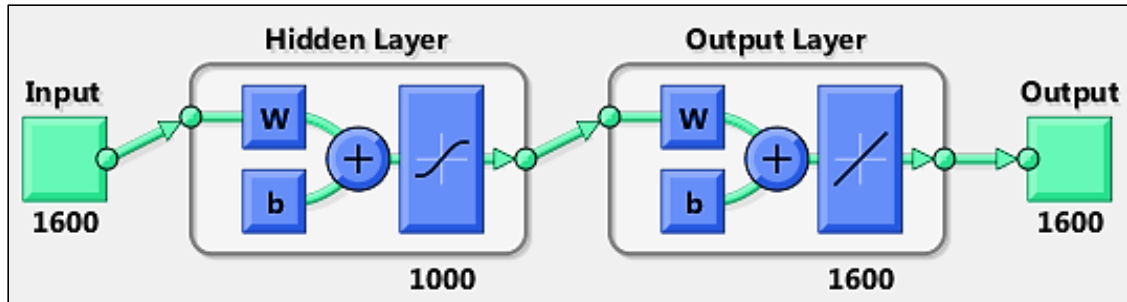 Hidden Layer
Output Layer
Input
Output
W
W
+
+
b
b
1600
1600
1000
1600